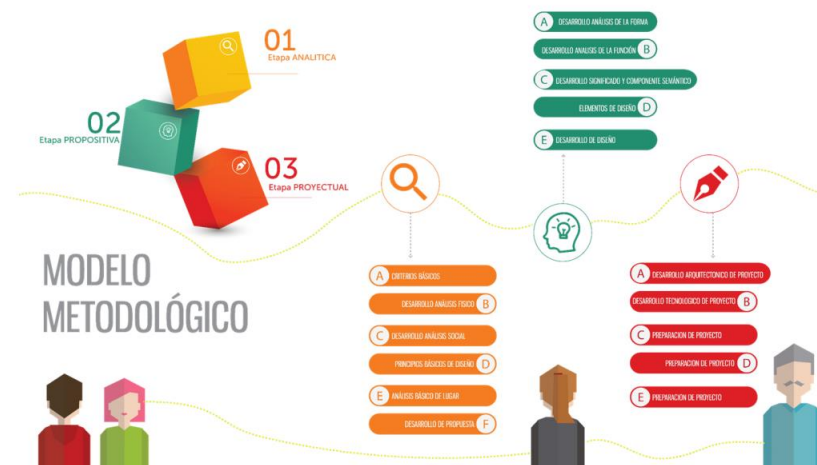 01
Etapa ANALITICA
02
Etapa PROPOSITIVA
03
Etapa PROYECTUAL
MODELO
METODOLÓGICO
A CRITERIOS BÁSICOS
DESARROLLO ANÁLISIS FÍSICO B
C DESARROLLO ANÁLISIS SOCIAL
PRINCIPIOS BÁSICOS DE DISEÑO D
E ANÁLISIS BÁSICO DE LUGAR
DESARROLLO DE PROPUESTA F
A DESARROLLO ANÁLISIS DE LA FORMA
DESARROLLO ANALISIS DE LA FUNCIÓN B
C DESARROLLO SIGNIFICADO Y COMPONENTE SEMÁNTICO
ELEMENTOS DE DISEÑO D
E DESARROLLO DE DISEÑO
A DESARROLLO ARQUITECTONICO DE PROYECTO
DESARROLLO TECNOLOGICO DE PROYECTO B
C PREPARACION DE PROYECTO
PREPARACION DE PROYECTO D
E PREPARACION DE PROYECTO